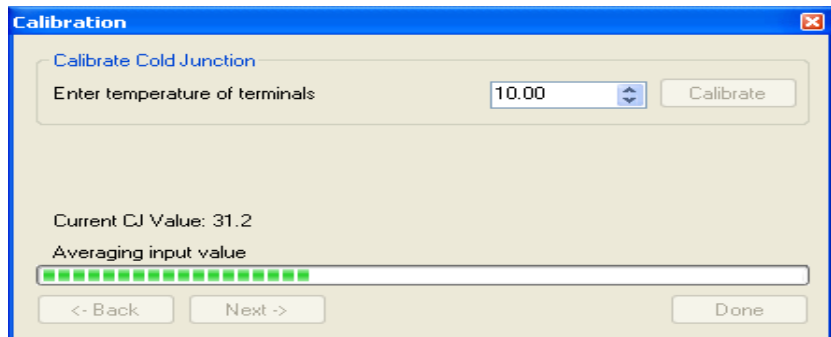 Calibration
Calibrate Cold Junction
Enter temperature of terminals 10.00 Calibrate
Current CJ Value: 31.2
Averaging input value
<- Back Next -> Done